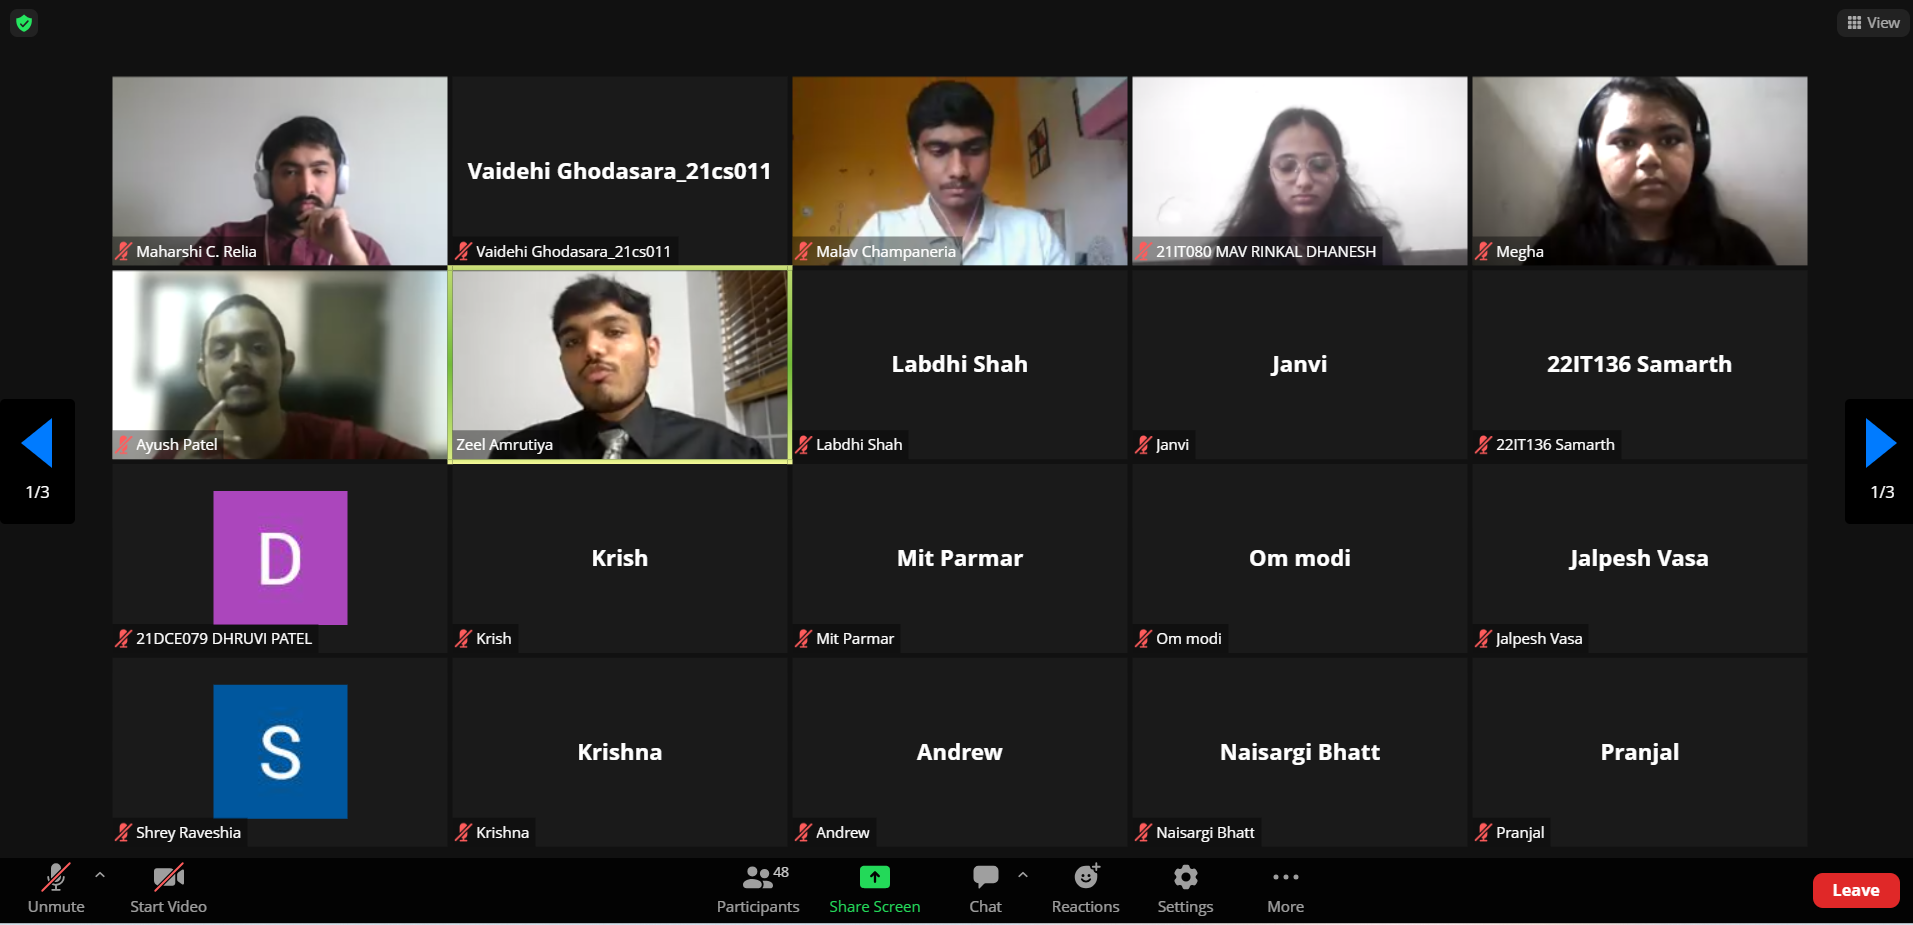 View
Vaidehi Ghodasara_21cs011
Maharshi C. Relia
Vaidehi Ghodasara_21cs011
Malav Champaneria
21IT080 MAV RINKAL DHANESH
Megha
Labdhi Shah
Janvi
22IT136 Samarth
Ayush Patel
Zeel Amrutiya
Labdhi Shah
Janvi
22IT136 Samarth
1/3
1/3
D
Krish
Mit Parmar
Om modi
Jalpesh Vasa
21DCE079 DHRUVI PATEL
Krish
Mit Parmar
Om modi
Jalpesh Vasa
S
Krishna
Andrew
Naisargi Bhatt
Pranjal
Shrey Raveshia
Krishna
Andrew
Naisargi Bhatt
Pranjal
48
Unmute
Start Video
Participants
Share Screen
Chat
Reactions
Settings
More
Leave